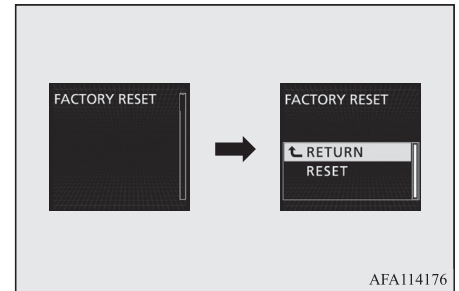 FACTORY RESET
FACTORY RESET
RETURN
RESET
AFA114176